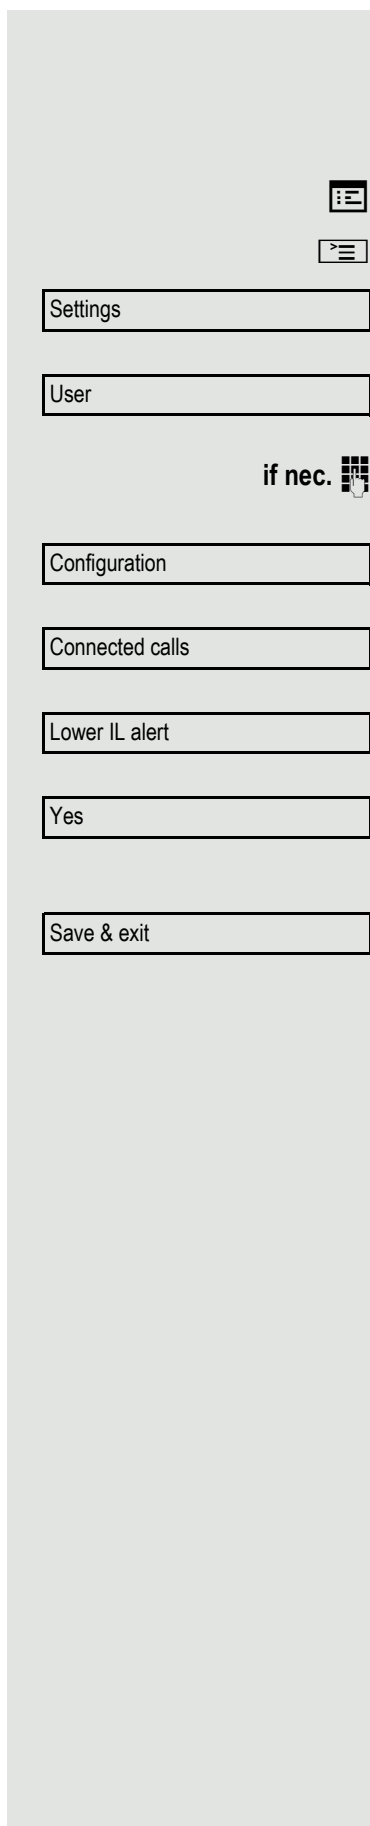 Settings
User
if nec.
Configuration
Connected calls
Lower IL alert
Yes
Save & exit